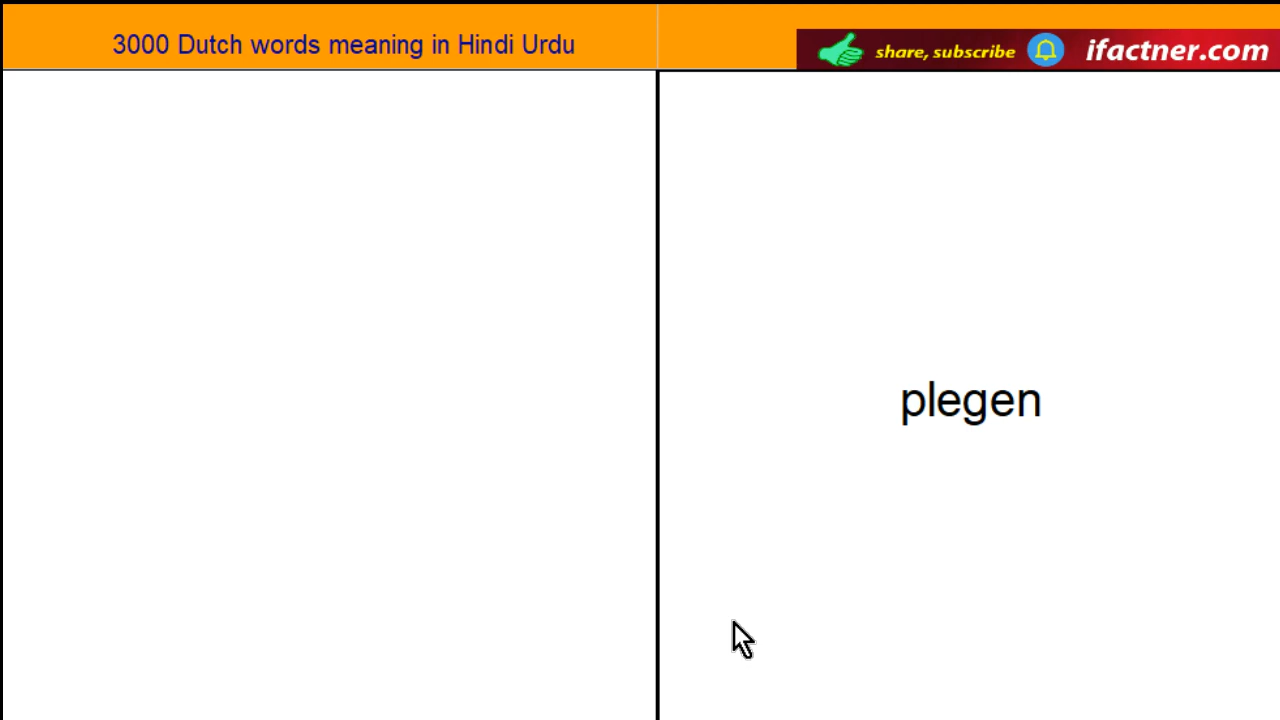 3000 Dutch words meaning in Hindi Urdu
share, subscribe
ifactner.com
plegen